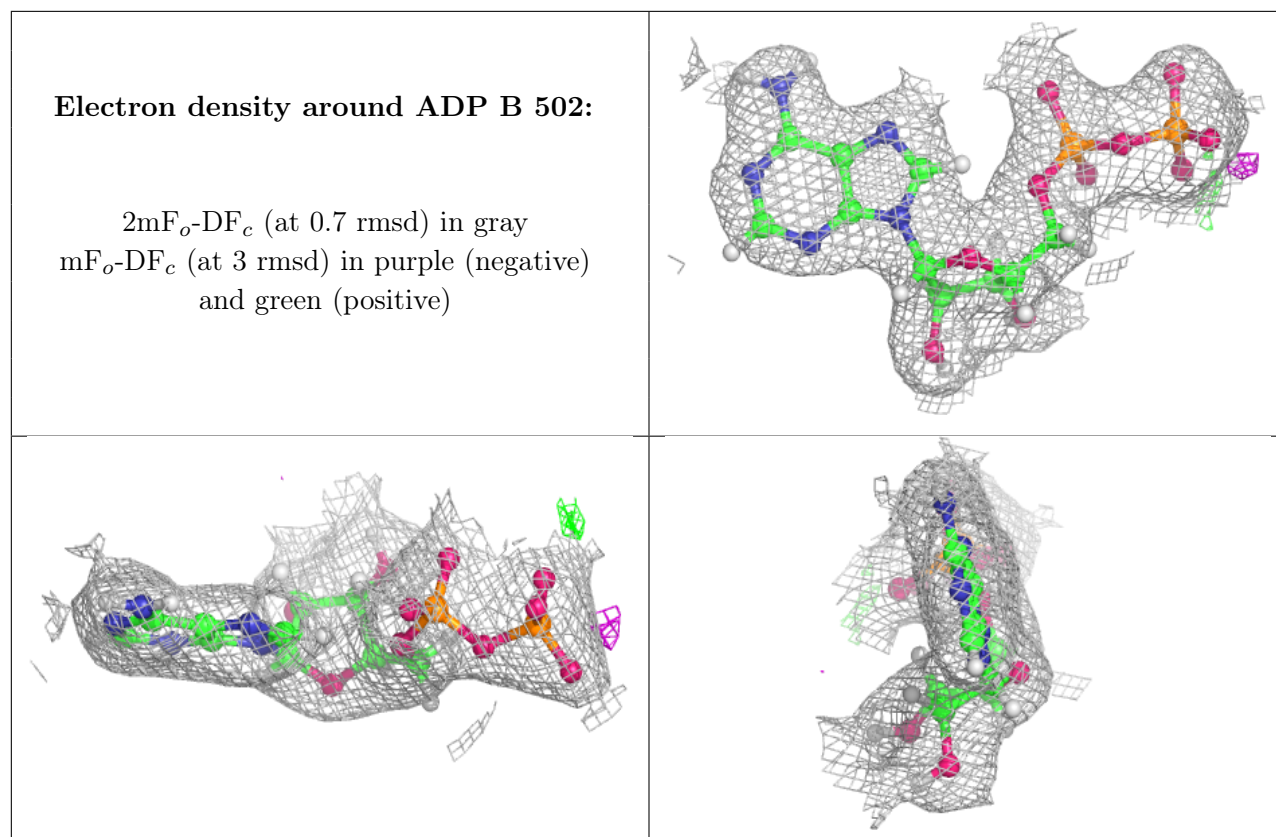 Electron density around ADP B 502:
2mFₒ-DF𝒸 (at 0.7 rmsd) in gray
mFₒ-DF𝒸 (at 3 rmsd) in purple (negative)
and green (positive)